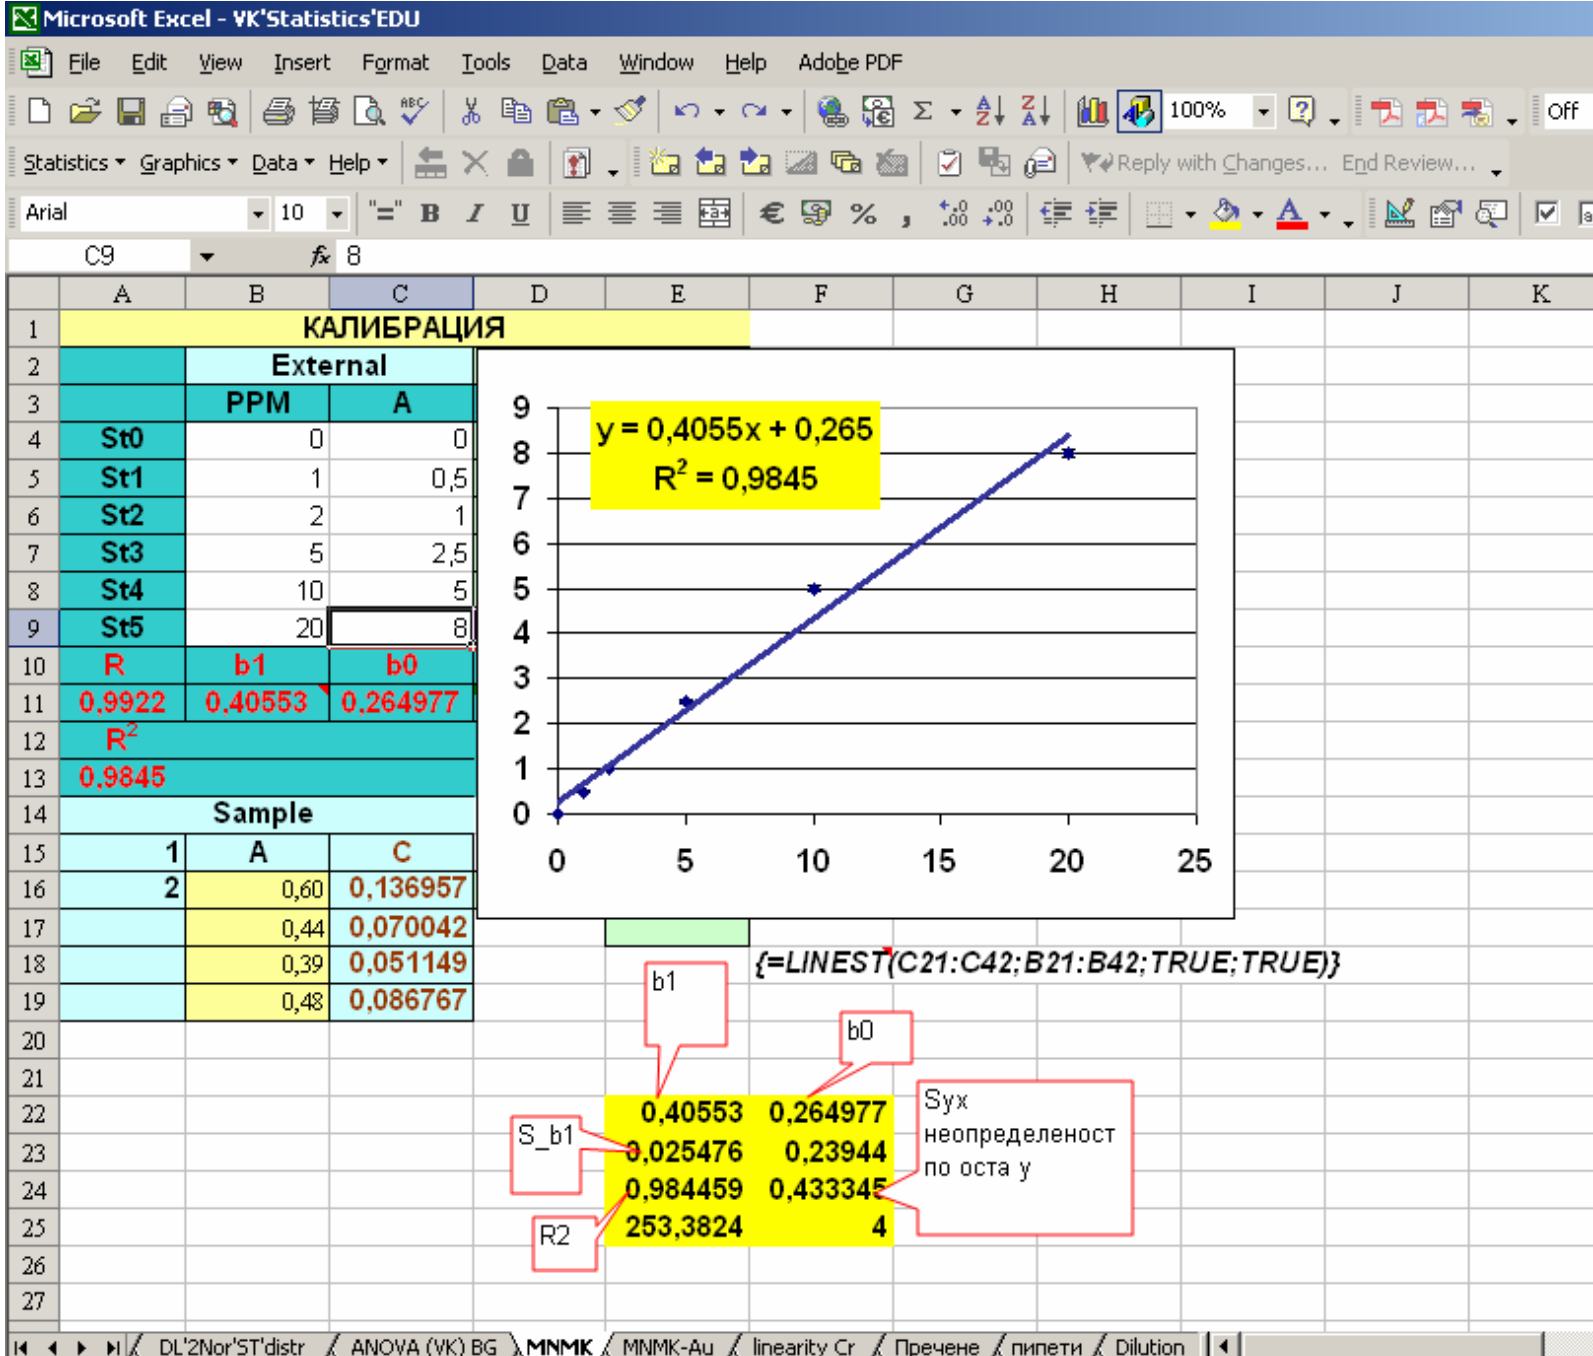 Microsoft Excel - VK'Statistics'EDU
File Edit View Insert Format Tools Data Window Help Adobe PDF
100% Off
Statistics Graphics Data Help Reply with Changes... End Review...
Arial 10 "=" B I U € % ,
C9 fx 8
A B C D E F G H I J K
1 КАЛИБРАЦИЯ
2 External
3 PPM A
4 St0 0 0
5 St1 1 0,5
6 St2 2 1
7 St3 5 2,5
8 St4 10 5
9 St5 20 8
10 R b1 b0
11 0,9922 0,40553 0,264977
12 R²
13 0,9845
14 Sample
15 1 A C
16 2 0,60 0,136957
17 0,44 0,070042
18 0,39 0,051149
19 0,48 0,086767
20
21
22
23
24
25
26
27
y = 0,4055x + 0,265
R² = 0,9845
9
8
7
6
5
4
3
2
1
0
0 5 10 15 20 25
{=LINEST(C21:C42;B21:B42;TRUE;TRUE)}
b1
b0
S_b1
R2
Syx
неопределеност
по оста y
0,40553 0,264977
0,025476 0,23944
0,984459 0,433345
253,3824 4
DL'2Nor'ST'distr ANOVA (VK) BG MNMK MNMK-Au linearity Cr Пречене пипети Dilution